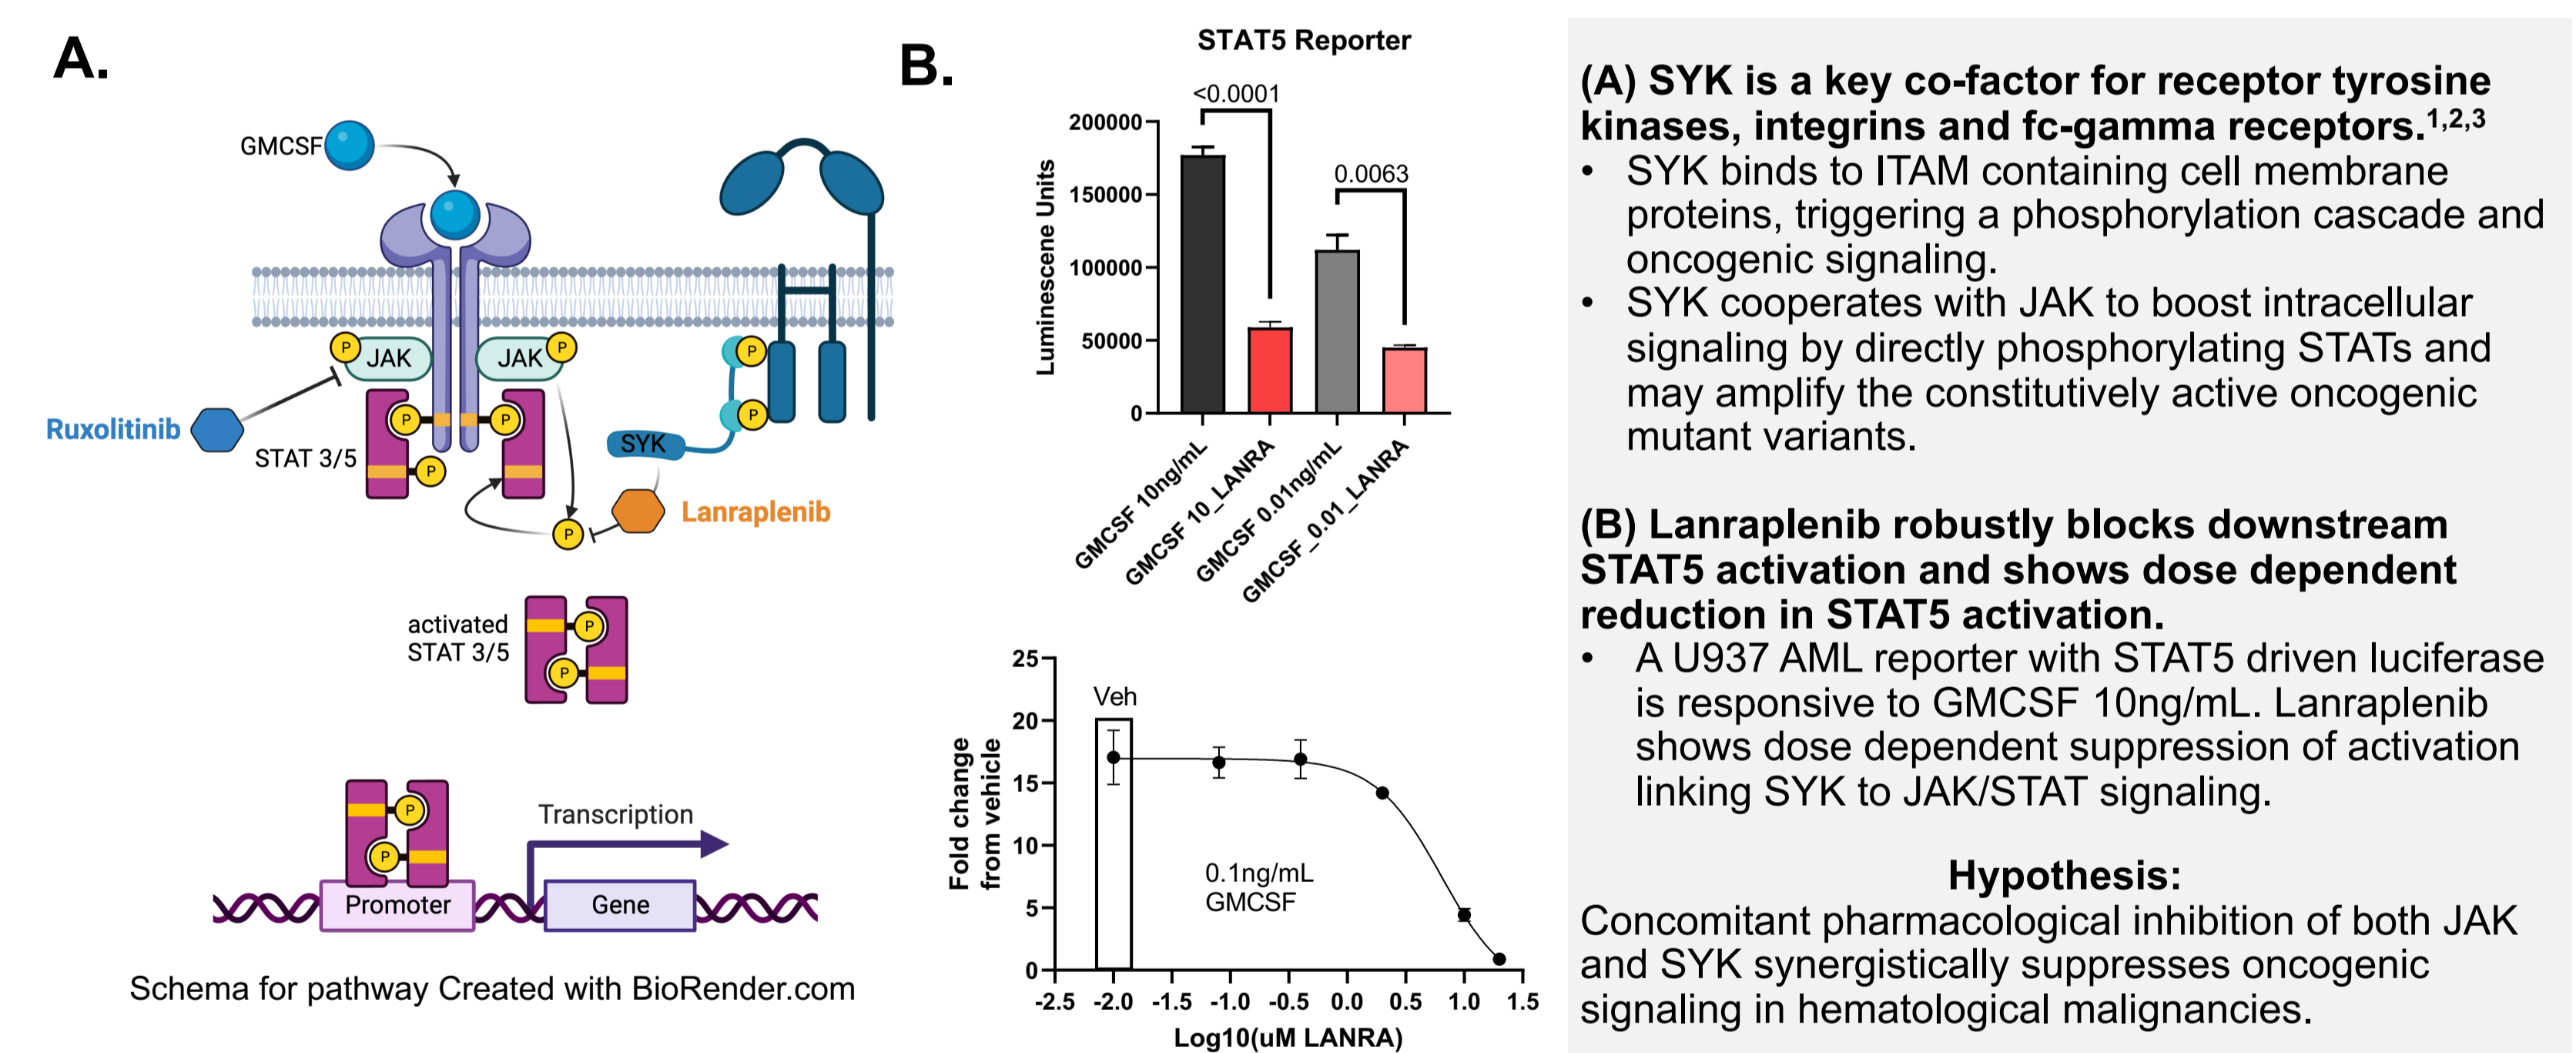 A.
GMCSF
JAK
JAK
P
P
P
P
P
Ruxolitinib
STAT 3/5
SYK
P
P
Lanraplenib
P
activated
STAT 3/5
P
P
P
P
Transcription
Promoter
Gene
Schema for pathway Created with BioRender.com
B.
STAT5 Reporter
<0.0001
0.0063
Luminescene Units
200000
150000
100000
50000
0
GMCSF 10ng/mL
GMCSF 10_LANRA
GMCSF 0.01ng/mL
GMCSF_0.01_LANRA
Fold change
from vehicle
25
20
15
10
5
0
Veh
0.1ng/mL
GMCSF
-2.5 -2.0 -1.5 -1.0 -0.5 0.0 0.5 1.0 1.5
Log10(uM LANRA)
(A) SYK is a key co-factor for receptor tyrosine
kinases, integrins and fc-gamma receptors.1,2,3
• SYK binds to ITAM containing cell membrane
proteins, triggering a phosphorylation cascade and
oncogenic signaling.
• SYK cooperates with JAK to boost intracellular
signaling by directly phosphorylating STATs and
may amplify the constitutively active oncogenic
mutant variants.
(B) Lanraplenib robustly blocks downstream
STAT5 activation and shows dose dependent
reduction in STAT5 activation.
• A U937 AML reporter with STAT5 driven luciferase
is responsive to GMCSF 10ng/mL. Lanraplenib
shows dose dependent suppression of activation
linking SYK to JAK/STAT signaling.
Hypothesis:
Concomitant pharmacological inhibition of both JAK
and SYK synergistically suppresses oncogenic
signaling in hematological malignancies.